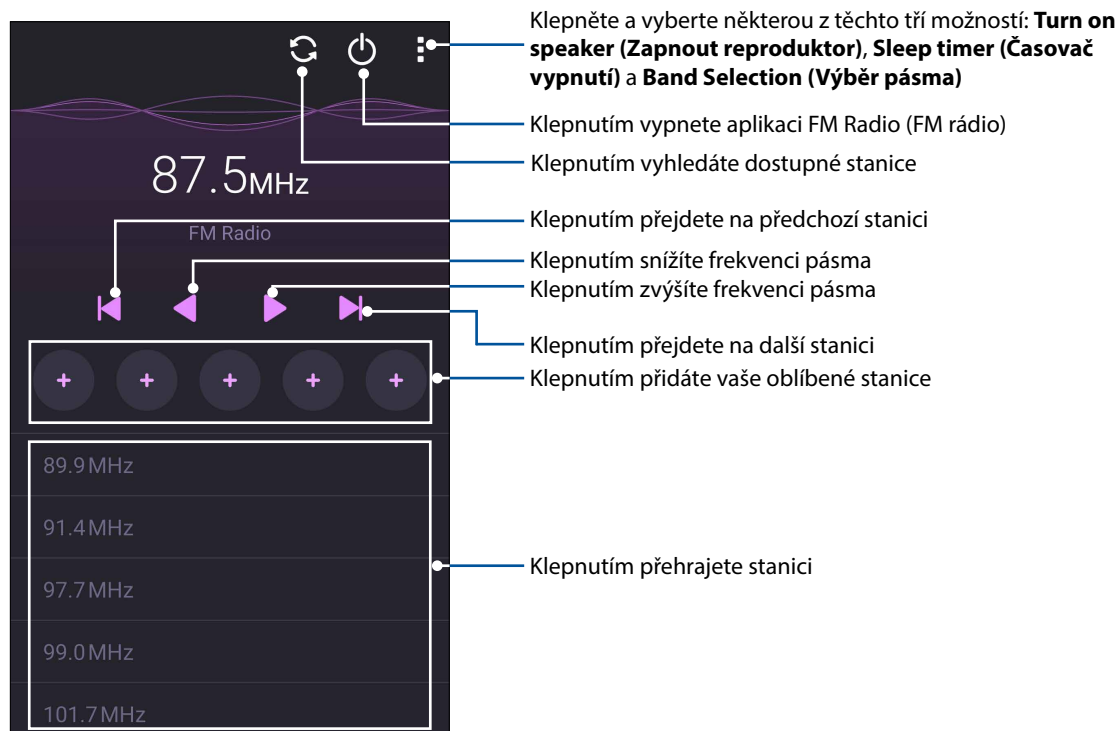 Klepněte a vyberte některou z těchto tří možností: Turn on
speaker (Zapnout reproduktor), Sleep timer (Časovač
vypnutí) a Band Selection (Výběr pásma)
Klepnutím vypnete aplikaci FM Radio (FM rádio)
Klepnutím vyhledáte dostupné stanice
87.5MHz
FM Radio
Klepnutím přejdete na předchozí stanici
Klepnutím snížíte frekvenci pásma
Klepnutím zvýšíte frekvenci pásma
Klepnutím přejdete na další stanici
Klepnutím přidáte vaše oblíbené stanice
89.9MHz
91.4MHz
97.7MHz
99.0MHz
101.7MHz
Klepnutím přehrajete stanici